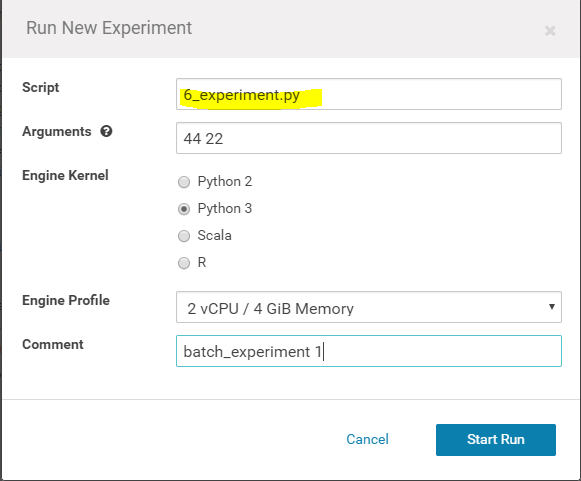 Run New Experiment ×
Script 6_experiment.py
Arguments ? 44 22
Engine Kernel Python 2
Python 3
Scala
R
Engine Profile 2 vCPU / 4 GiB Memory
Comment batch_experiment 1
Cancel Start Run